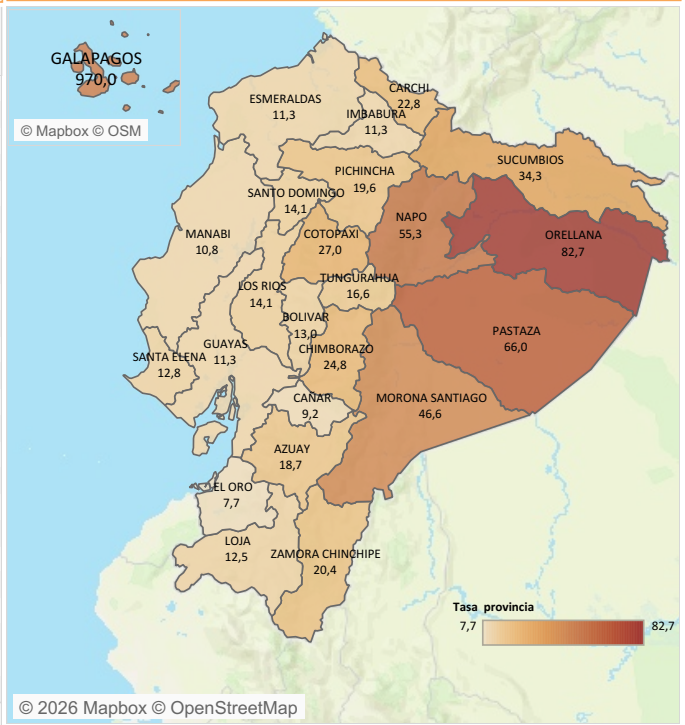 GALAPAGOS
970,0
© Mapbox © OSM
ESMERALDAS
11,3
CARCHI
22,8
IMBABURA
11,3
SUCUMBIOS
34,3
PICHINCHA
19,6
SANTO DOMINGO
14,1
NAPO
55,3
ORELLANA
82,7
MANABI
10,8
COTOPAXI
27,0
TUNGURAHUA
16,6
LOS RIOS
14,1
BOLIVAR
13,0
PASTAZA
66,0
GUAYAS
11,3
CHIMBORAZO
24,8
SANTA ELENA
12,8
CAÑAR
9,2
MORONA SANTIAGO
46,6
AZUAY
18,7
EL ORO
7,7
LOJA
12,5
ZAMORA CHINCHIPE
20,4
Tasa provincia
7,7 82,7
© 2026 Mapbox © OpenStreetMap